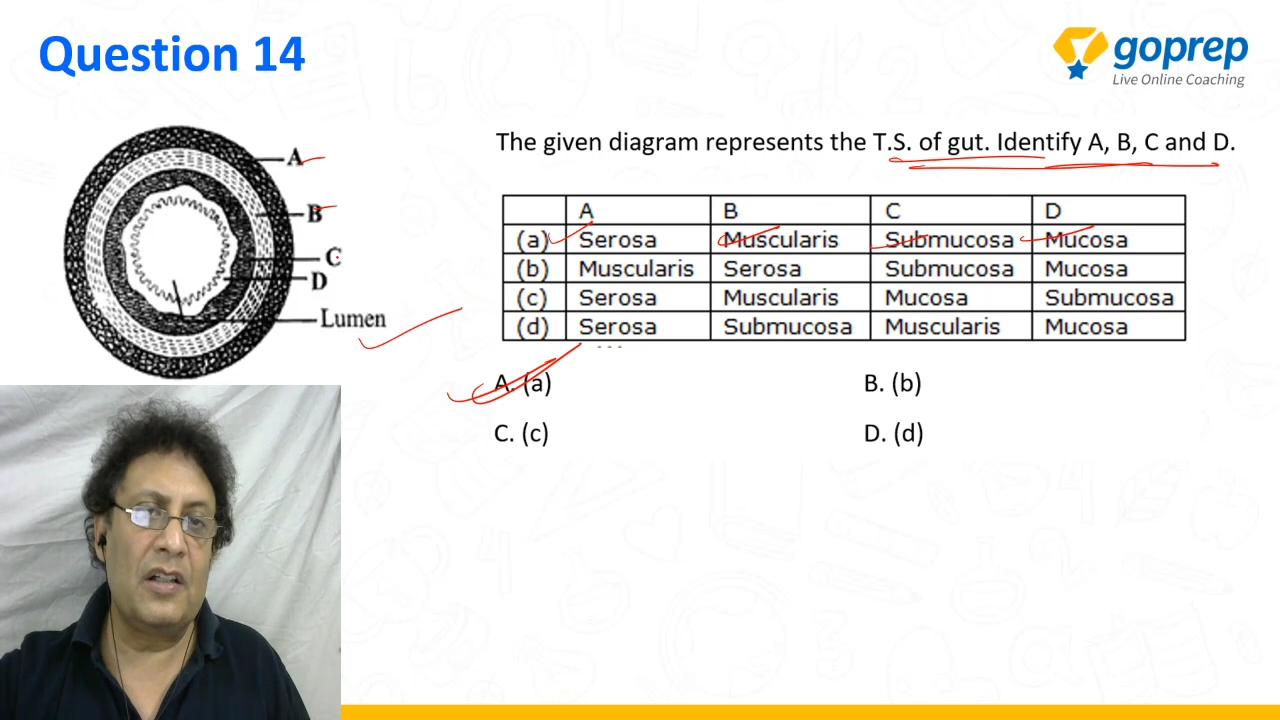 Question 14
goprep
Live Online Coaching
The given diagram represents the T.S. of gut. Identify A, B, C and D.
A
B
C
D
Lumen
A B C D
(a) Serosa Muscularis Submucosa Mucosa
(b) Muscularis Serosa Submucosa Mucosa
(c) Serosa Muscularis Mucosa Submucosa
(d) Serosa Submucosa Muscularis Mucosa
A. (a) B. (b)
C. (c) D. (d)